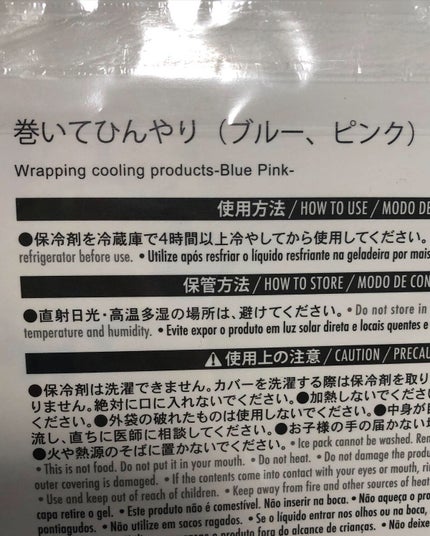 巻いてひんやり（ブルー、ピンク）
Wrapping cooling products-Blue Pink-
使用方法 / HOW TO USE / MODO DE
●保冷剤を冷蔵庫で4時間以上冷やしてから使用してください。
refrigerator before use. • Utilize após resfriar o líquido resfriante na geladeira por mais
保管方法 / HOW TO STORE / MODO DE CON
●直射日光・高温多湿の場所は、避けてください。 • Do not store in
temperature and humidity. • Evite expor o produto em luz solar direta e locais quentes e
⚠使用上の注意 / CAUTION / PRECAU
●保冷剤は洗濯できません。カバーを洗濯する際は保冷剤を取り
りません。絶対に口に入れないでください。●加熱しないでくださ
ください。●外袋の破れたものは使用しないでください。●中身が目
流し、直ちに医師に相談してください。●お子様の手の届かない場
●火や熱源のそばに置かないでください。 • Ice pack cannot be washed. Rem
• This is not food. Do not put it in your mouth. • Do not heat. • Do not damage the produ
outer covering is damaged. • If the contents come into contact with your eyes or mouth, rin
• Use and keep out of reach of children. • Keep away from fire and other sources of heat
capa retire o gel. • Este produto não é comestível. Não inserir na boca. • Não aqueça o pro
pontiagudos. • Não utilize em sacos rasgados. • Se o líquido entrar nos olhos ou na boca,
produto fora do alcance de crianças. • Não deixe